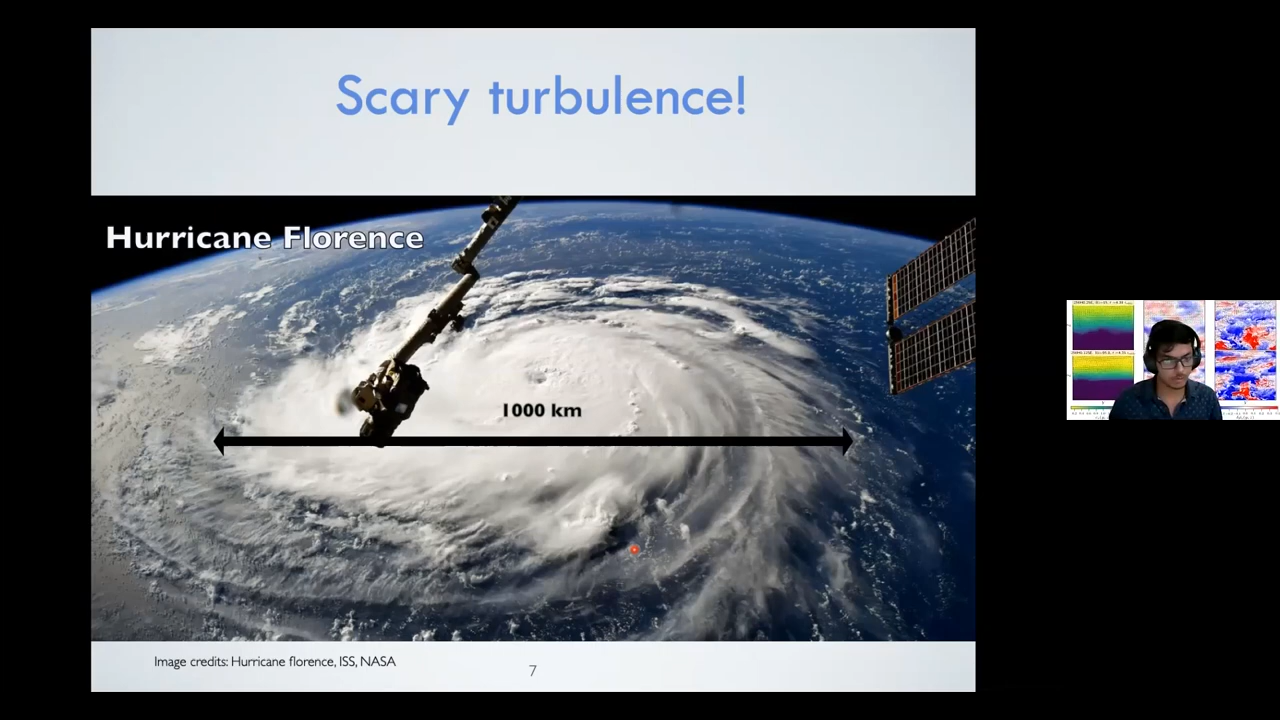 Scary turbulence!
Hurricane Florence
1000 km
Image credits: Hurricane florence, ISS, NASA
7